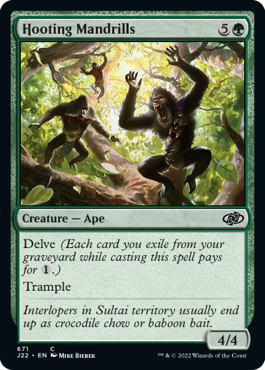 Hooting Mandrills 5
Creature — Ape
Delve (Each card you exile from your
graveyard while casting this spell pays
for 1.)
Trample
Interlopers in Sultai territory usually end
up as crocodile chow or baboon bait.
4/4
671 C
J22 • EN MIKE BIEREK
™ & © 2022 Wizards of the Coast